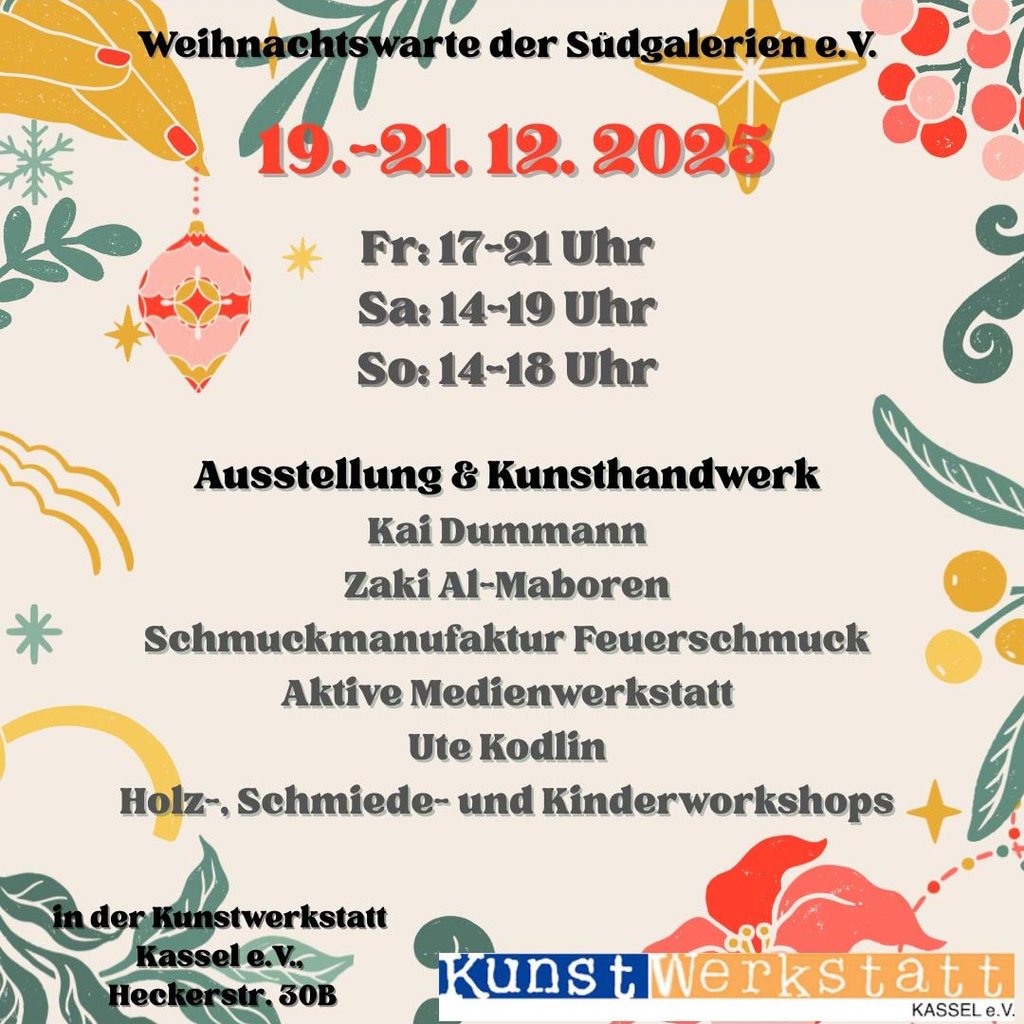 Weihnachtswarte der Südgalerien e.V.
19.-21. 12. 2025
Fr: 17-21 Uhr
Sa: 14-19 Uhr
So: 14-18 Uhr
Ausstellung & Kunsthandwerk
Kai Dummann
Zaki Al-Maboren
Schmuckmanufaktur Feuerschmuck
Aktive Medienwerkstatt
Ute Kodlin
Holz-, Schmiede- und Kinderworkshops
in der Kunstwerkstatt
Kassel e.V.,
Heckerstr. 30B
KunstWerkstatt
KASSEL e.V.